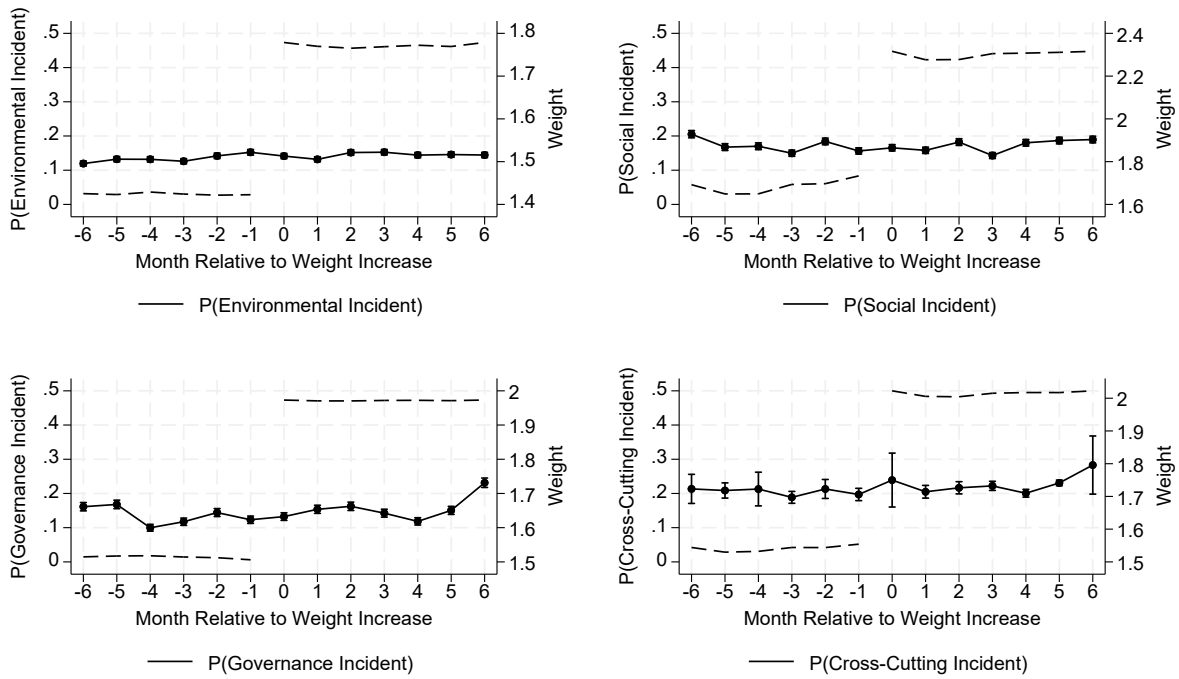 P(Environmental Incident)
.5
.4
.3
.2
.1
0
1.8
1.7
1.6
1.5
1.4
Weight
-6 -5 -4 -3 -2 -1 0 1 2 3 4 5 6
Month Relative to Weight Increase
P(Environmental Incident)
P(Social Incident)
.5
.4
.3
.2
.1
0
2.4
2.2
2
1.8
1.6
Weight
-6 -5 -4 -3 -2 -1 0 1 2 3 4 5 6
Month Relative to Weight Increase
P(Social Incident)
P(Governance Incident)
.5
.4
.3
.2
.1
0
2
1.9
1.8
1.7
1.6
1.5
Weight
-6 -5 -4 -3 -2 -1 0 1 2 3 4 5 6
Month Relative to Weight Increase
P(Governance Incident)
P(Cross-Cutting Incident)
.5
.4
.3
.2
.1
0
2
1.9
1.8
1.7
1.6
1.5
Weight
-6 -5 -4 -3 -2 -1 0 1 2 3 4 5 6
Month Relative to Weight Increase
P(Cross-Cutting Incident)